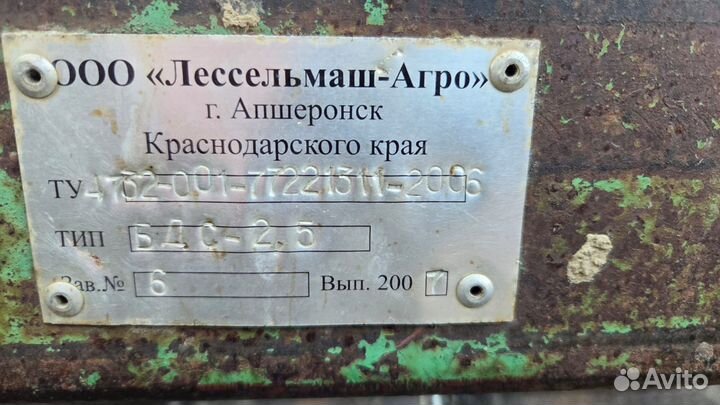 ООО «Лессельмаш-Агро»
г. Апшеронск
Краснодарского края
ТУ 4732-001-77221311-2006
ТИП БДС-2,5
Зав.№ 6 Вып. 2007
Avito